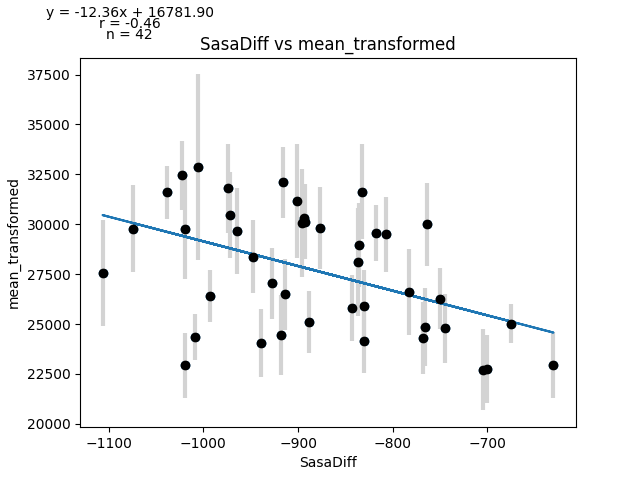 y = -12.36x + 16781.90
r = -0.46
n = 42
SasaDiff vs mean_transformed
37500
35000
32500
30000
27500
25000
22500
20000
mean_transformed
−1100 −1000 −900 −800 −700
SasaDiff